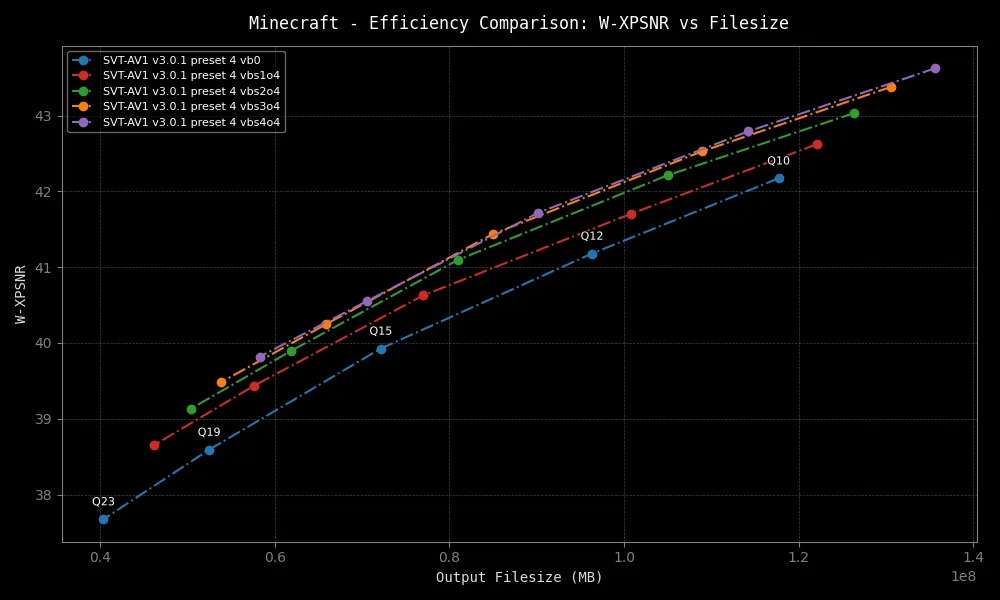 Minecraft - Efficiency Comparison: W-XPSNR vs Filesize
SVT-AV1 v3.0.1 preset 4 vb0
SVT-AV1 v3.0.1 preset 4 vbs1o4
SVT-AV1 v3.0.1 preset 4 vbs2o4
SVT-AV1 v3.0.1 preset 4 vbs3o4
SVT-AV1 v3.0.1 preset 4 vbs4o4
43
42
41
40
39
38
W-XPSNR
Q10
Q12
Q15
Q19
Q23
0.4 0.6 0.8 1.0 1.2 1.4
1e8
Output Filesize (MB)